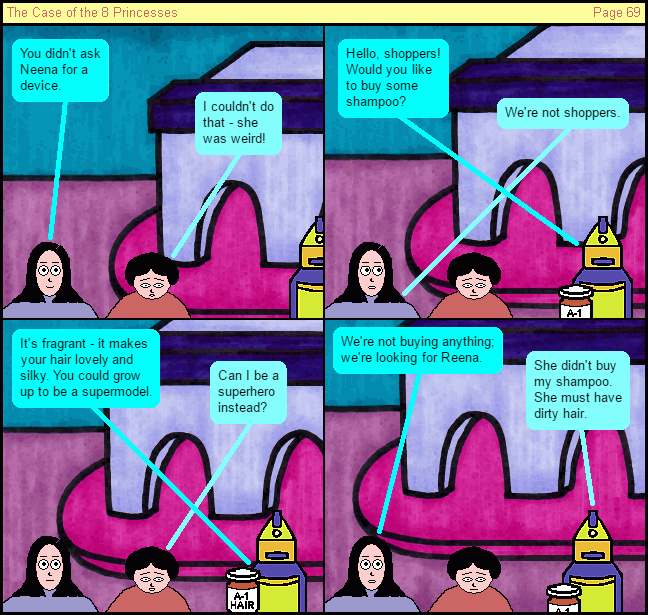 The Case of the 8 Princesses
Page 69
You didn't ask
Neena for a
device.
I couldn't do
that - she
was weird!
Hello, shoppers!
Would you like
to buy some
shampoo?
We're not shoppers.
A-1
It's fragrant - it makes
your hair lovely and
silky. You could grow
up to be a supermodel.
Can I be a
superhero
instead?
A-1
HAIR
We're not buying anything;
we're looking for Reena.
She didn't buy
my shampoo.
She must have
dirty hair.
A-1